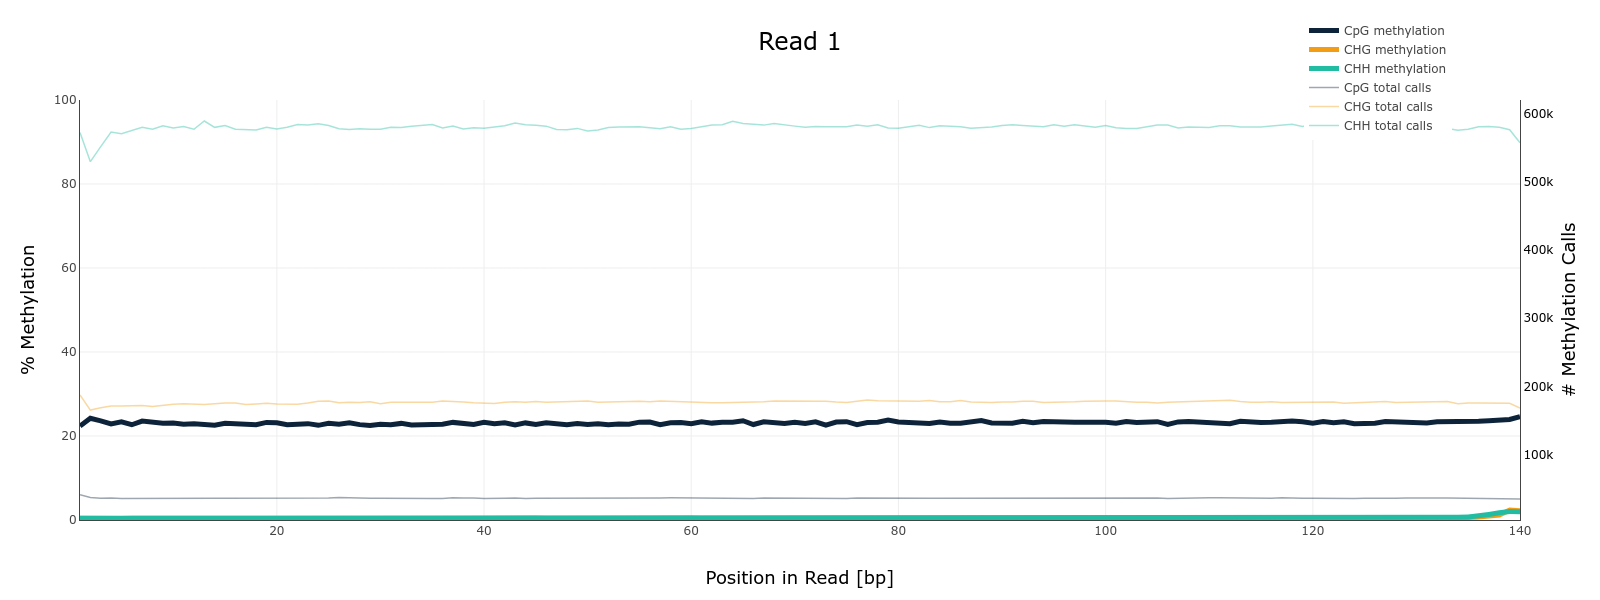 Read 1
CpG methylation
CHG methylation
CHH methylation
CpG total calls
CHG total calls
CHH total calls
100
80
60
40
20
0
% Methylation
600k
500k
400k
300k
200k
100k
# Methylation Calls
20
40
60
80
100
120
140
Position in Read [bp]